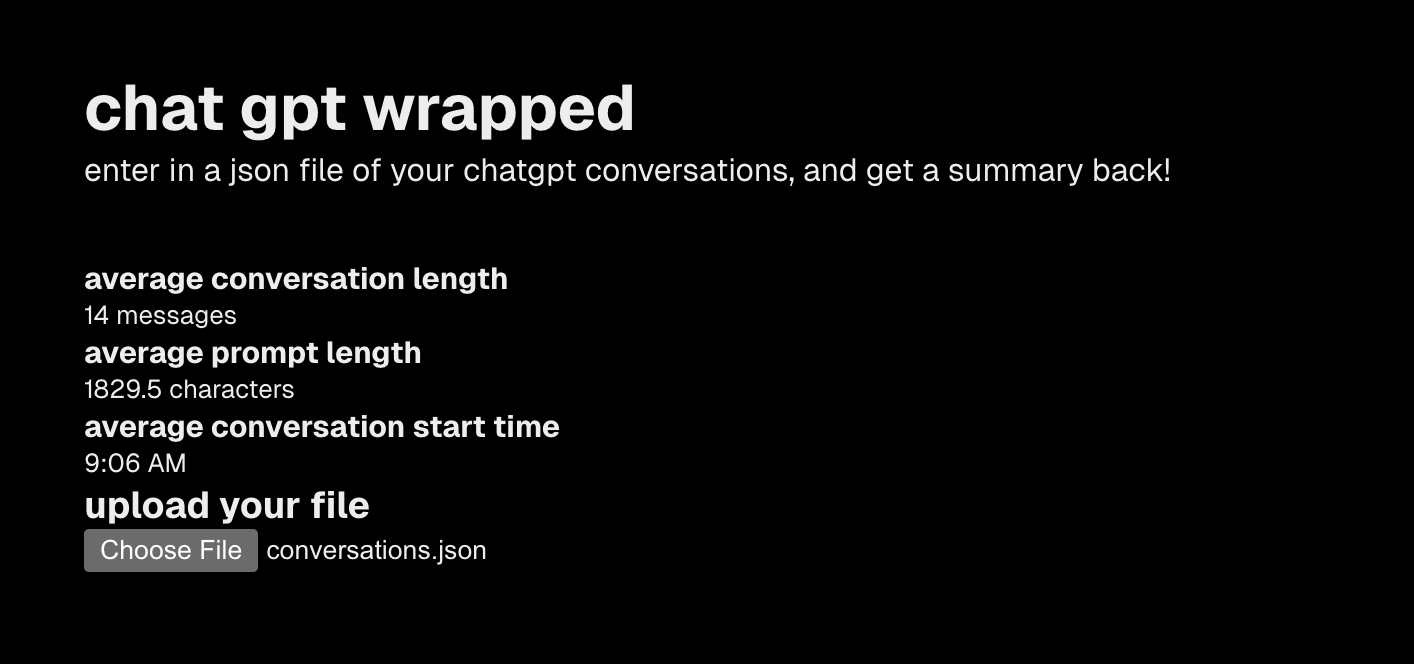 chat gpt wrapped
enter in a json file of your chatgpt conversations, and get a summary back!
average conversation length
14 messages
average prompt length
1829.5 characters
average conversation start time
9:06 AM
upload your file
Choose File conversations.json